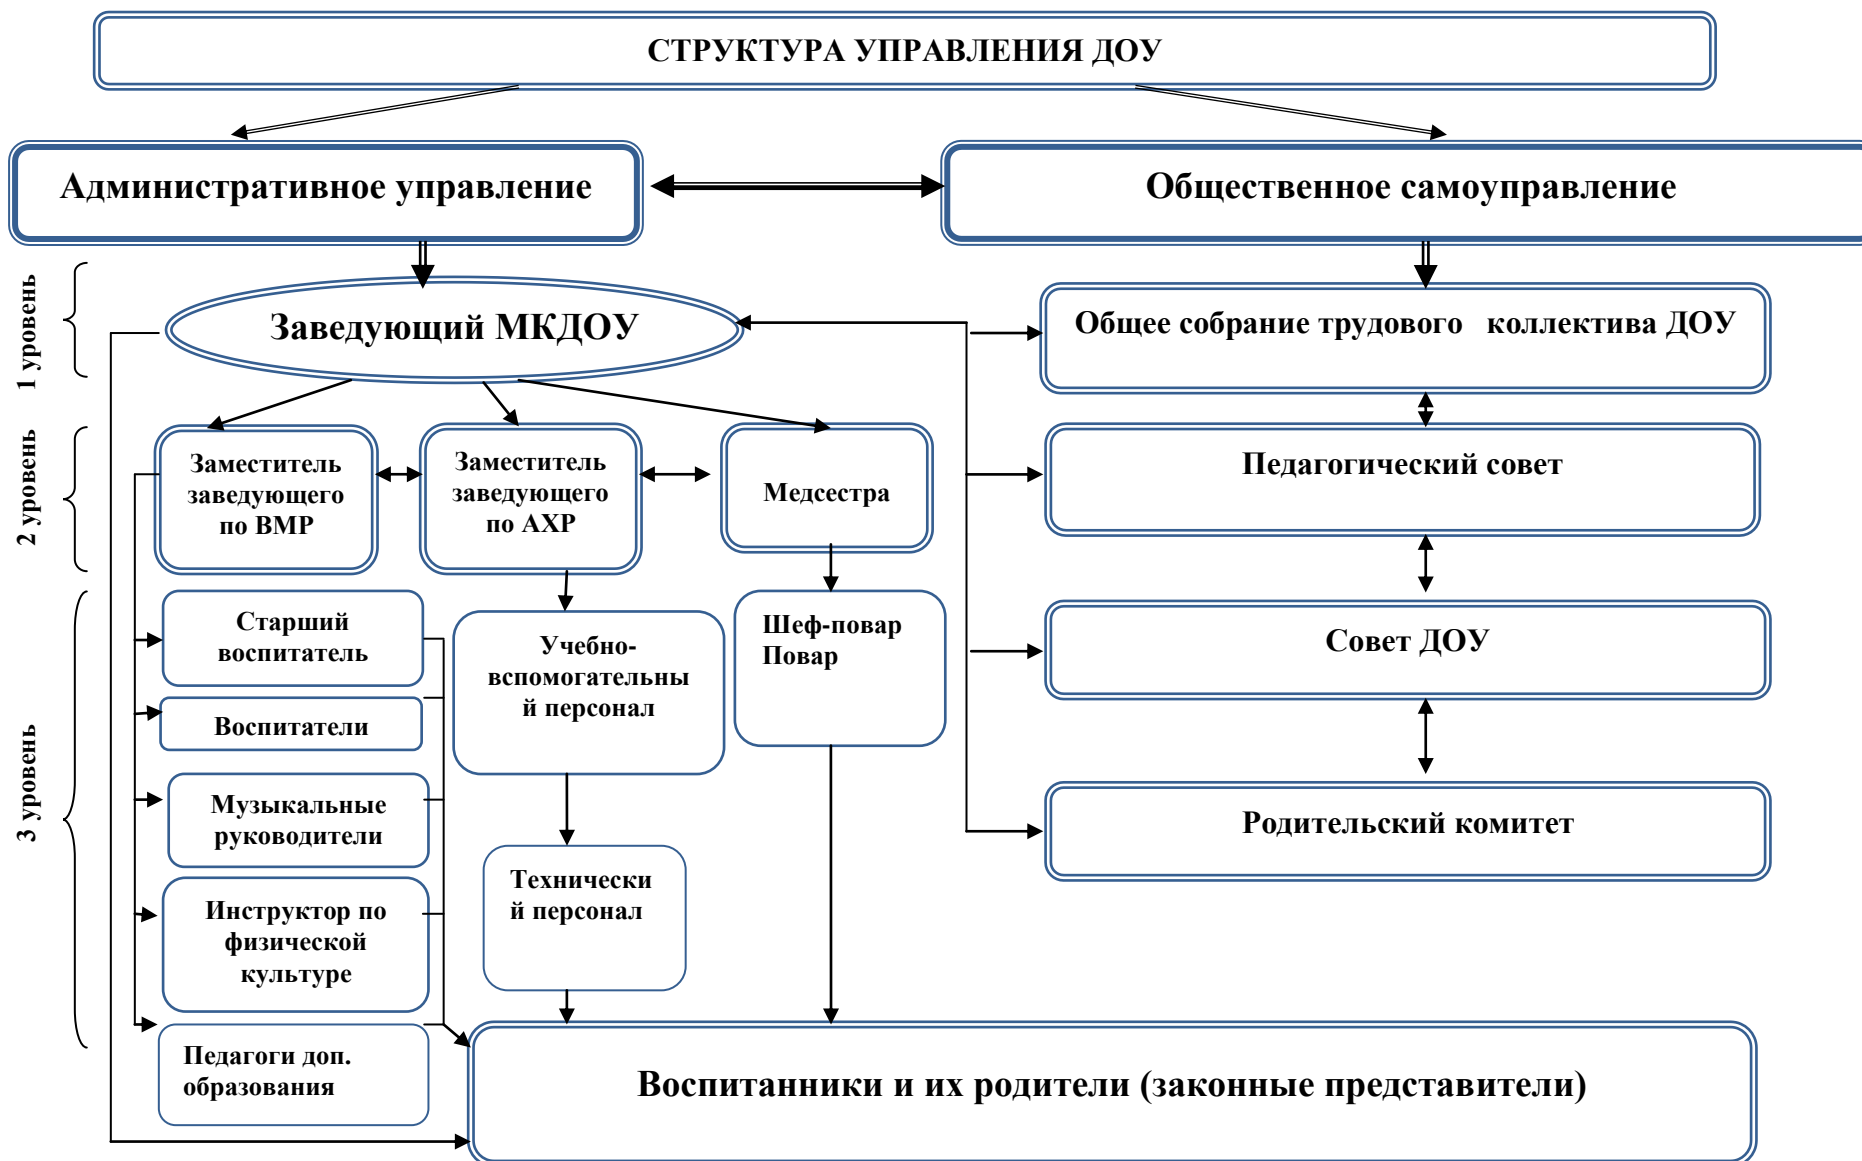 СТРУКТУРА УПРАВЛЕНИЯ ДОУ
Административное управление
Общественное самоуправление
1 уровень
Заведующий МКДОУ
Общее собрание трудового коллектива ДОУ
2 уровень
Заместитель
заведующего
по ВМР
Заместитель
заведующего
по АХР
Медсестра
Педагогический совет
3 уровень
Старший
воспитатель
Воспитатели
Музыкальные
руководители
Инструктор по
физической
культуре
Педагоги доп.
образования
Учебно-
вспомогательны
й персонал
Технически
й персонал
Шеф-повар
Повар
Совет ДОУ
Родительский комитет
Воспитанники и их родители (законные представители)